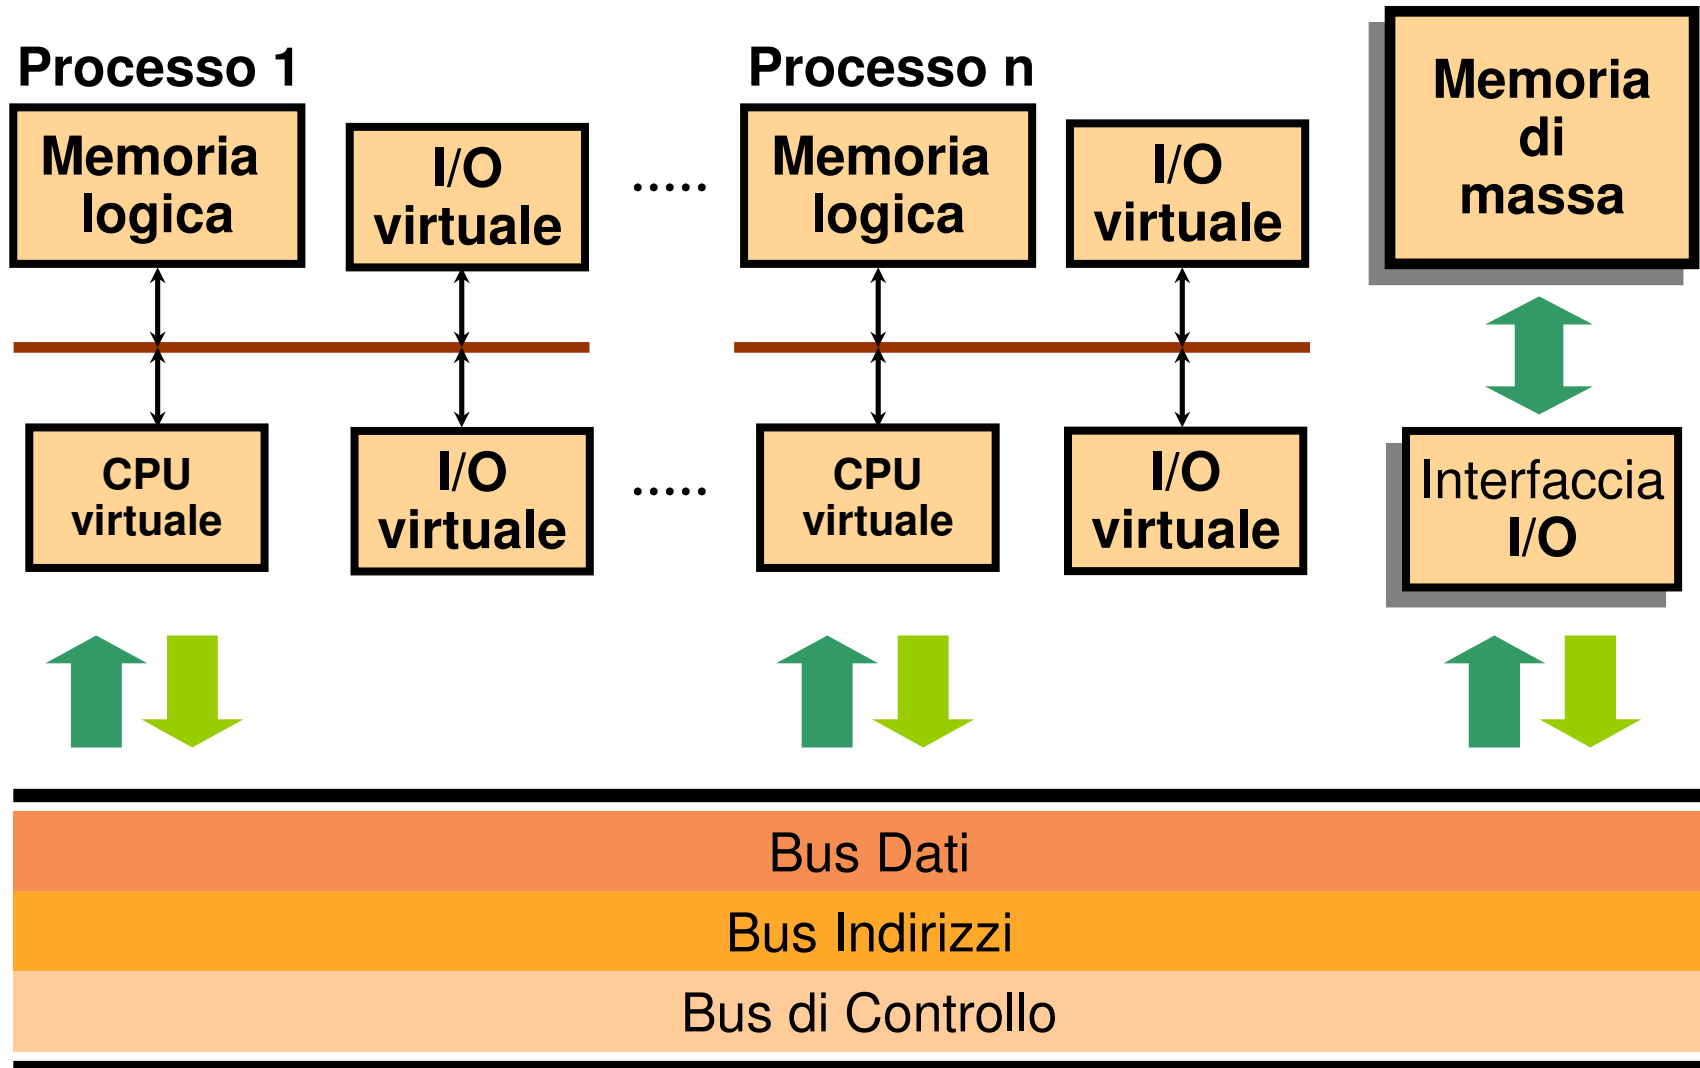 Processo 1
Memoria
logica
I/O
virtuale
CPU
virtuale
I/O
virtuale
.....
.....
Processo n
Memoria
logica
I/O
virtuale
CPU
virtuale
I/O
virtuale
Memoria
di
massa
Interfaccia
I/O
Bus Dati
Bus Indirizzi
Bus di Controllo